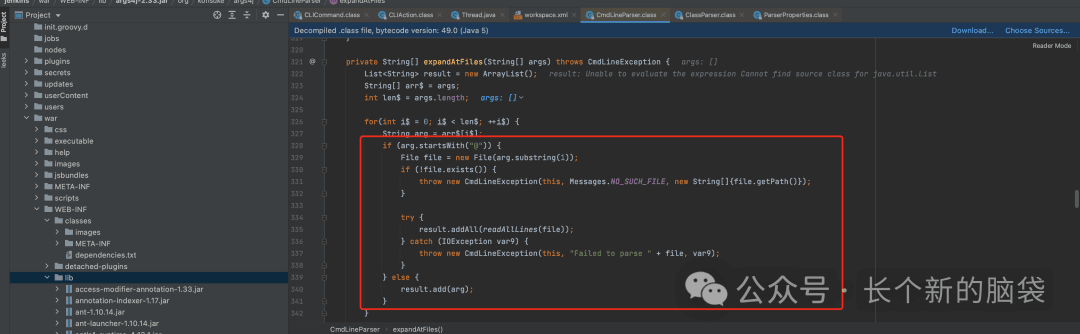 jenkins
WEB-INF
lib
args4j-2.33.jar
org
kohsuke
args4j
CmdLineParser
expandAtFiles
Project
Project
leeks
init.groovy.d
jobs
nodes
plugins
secrets
updates
userContent
users
war
css
executable
help
images
jsbundles
META-INF
scripts
WEB-INF
classes
images
META-INF
dependencies.txt
detached-plugins
lib
access-modifier-annotation-1.33.jar
annotation-indexer-1.17.jar
ant-1.10.14.jar
ant-launcher-1.10.14.jar
CLICommand.class
CLIAction.class
Thread.java
workspace.xml
CmdLineParser.class
ClassParser.class
ParserProperties.class
Decompiled .class file, bytecode version: 49.0 (Java 5)
Download...
Choose Sources...
Reader Mode
320
321 @ private String[] expandAtFiles(String[] args) throws CmdLineException { args: []
322 List<String> result = new ArrayList(); result: Unable to evaluate the expression Cannot find source class for java.util.List
323 String[] arr$ = args;
324 int len$ = args.length; args: []
325
326 for(int i$ = 0; i$ < len$; ++i$) {
327 String arg = arr$[i$];
328 if (arg.startsWith("@")) {
329 File file = new File(arg.substring(1));
330 if (!file.exists()) {
331 throw new CmdLineException(this, Messages.NO_SUCH_FILE, new String[]{file.getPath()});
332 }
333
334 try {
335 result.addAll(readAllLines(file));
336 } catch (IOException var9) {
337 throw new CmdLineException(this, "Failed to parse " + file, var9);
338 }
339 } else {
340 result.add(arg);
341 }
342 }
CmdLineParser
expandAtFiles()
公众号 · 长个新的脑袋